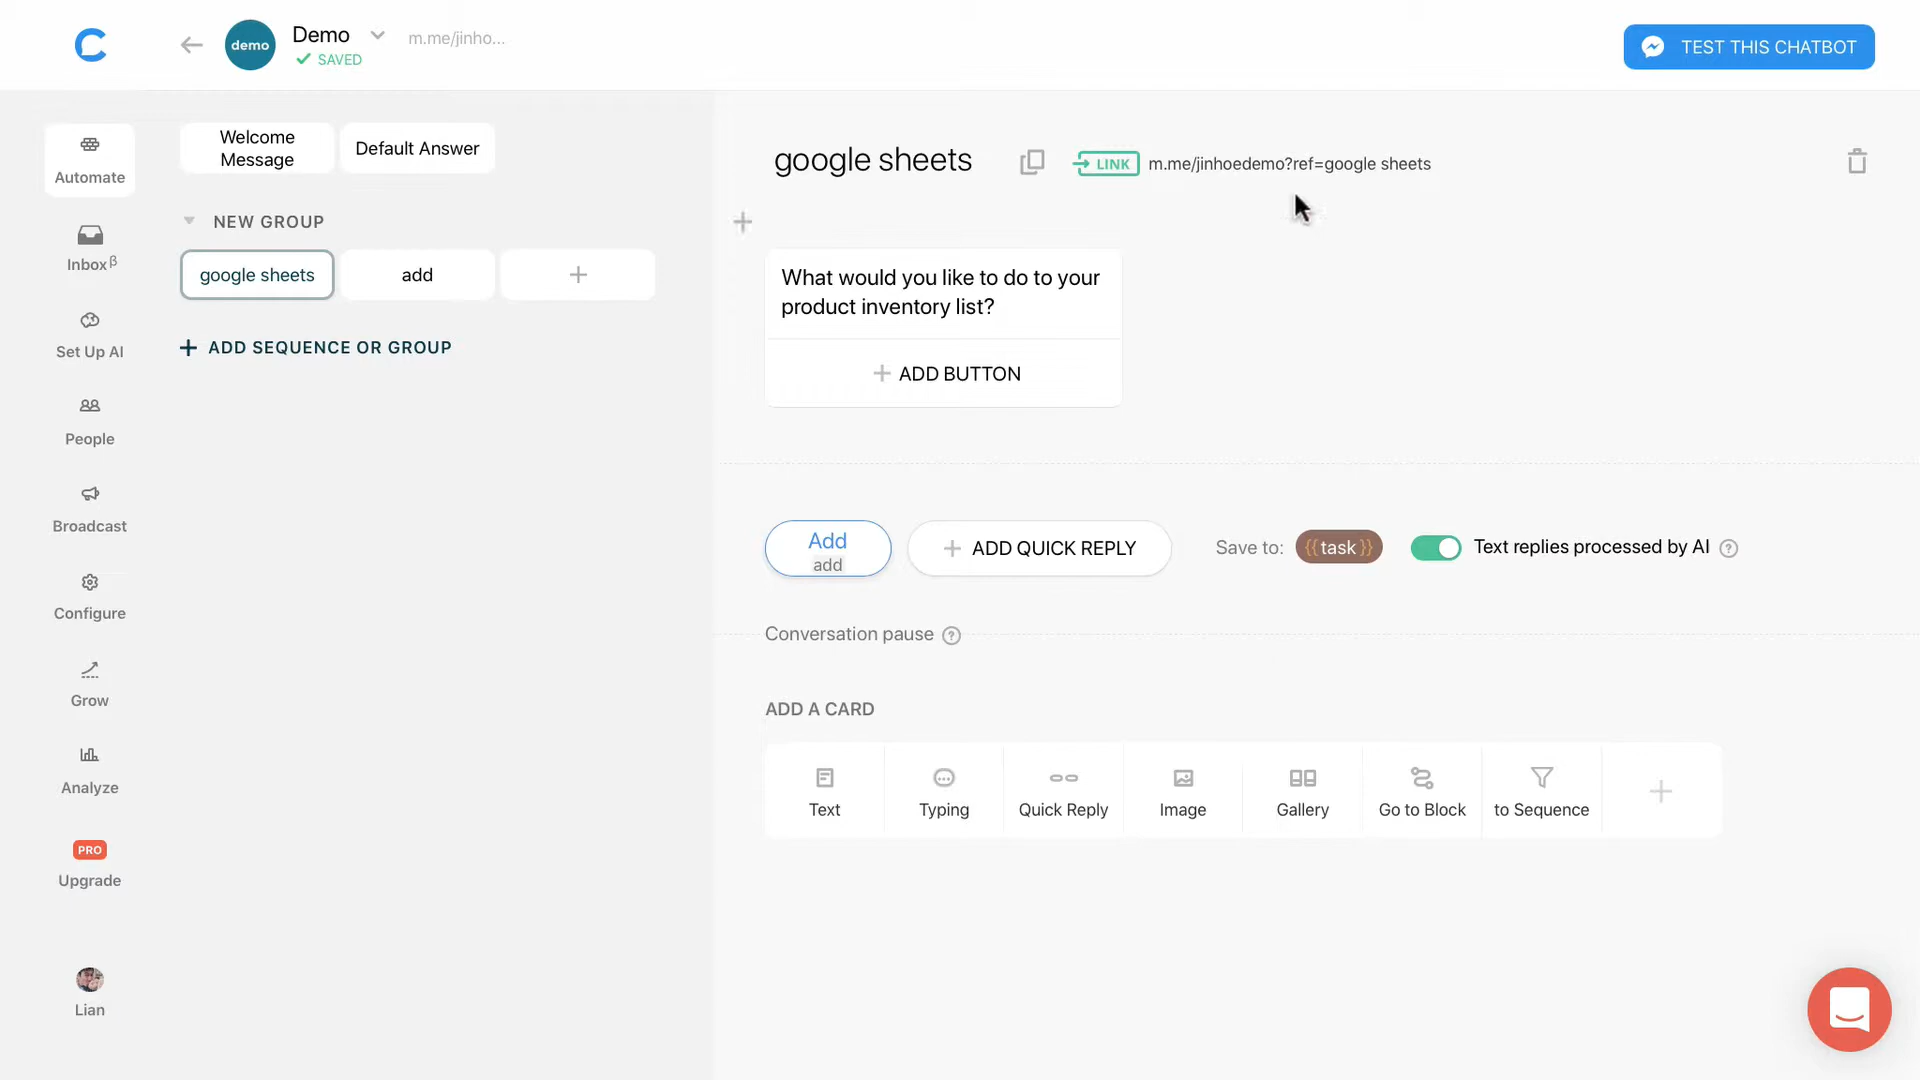 Demo
m.me/jinho...
demo
SAVED
TEST THIS CHATBOT
Automate
Inbox β
Set Up AI
People
Broadcast
Configure
Grow
Analyze
PRO
Upgrade
Lian
Welcome
Message
Default Answer
NEW GROUP
google sheets
add
+
+ ADD SEQUENCE OR GROUP
google sheets
LINK
m.me/jinhoedemo?ref=google sheets
+
What would you like to do to your
product inventory list?
+ ADD BUTTON
Add
add
+ ADD QUICK REPLY
Save to:
{{task}}
Text replies processed by AI ?
Conversation pause ?
ADD A CARD
Text
Typing
Quick Reply
Image
Gallery
Go to Block
to Sequence
+